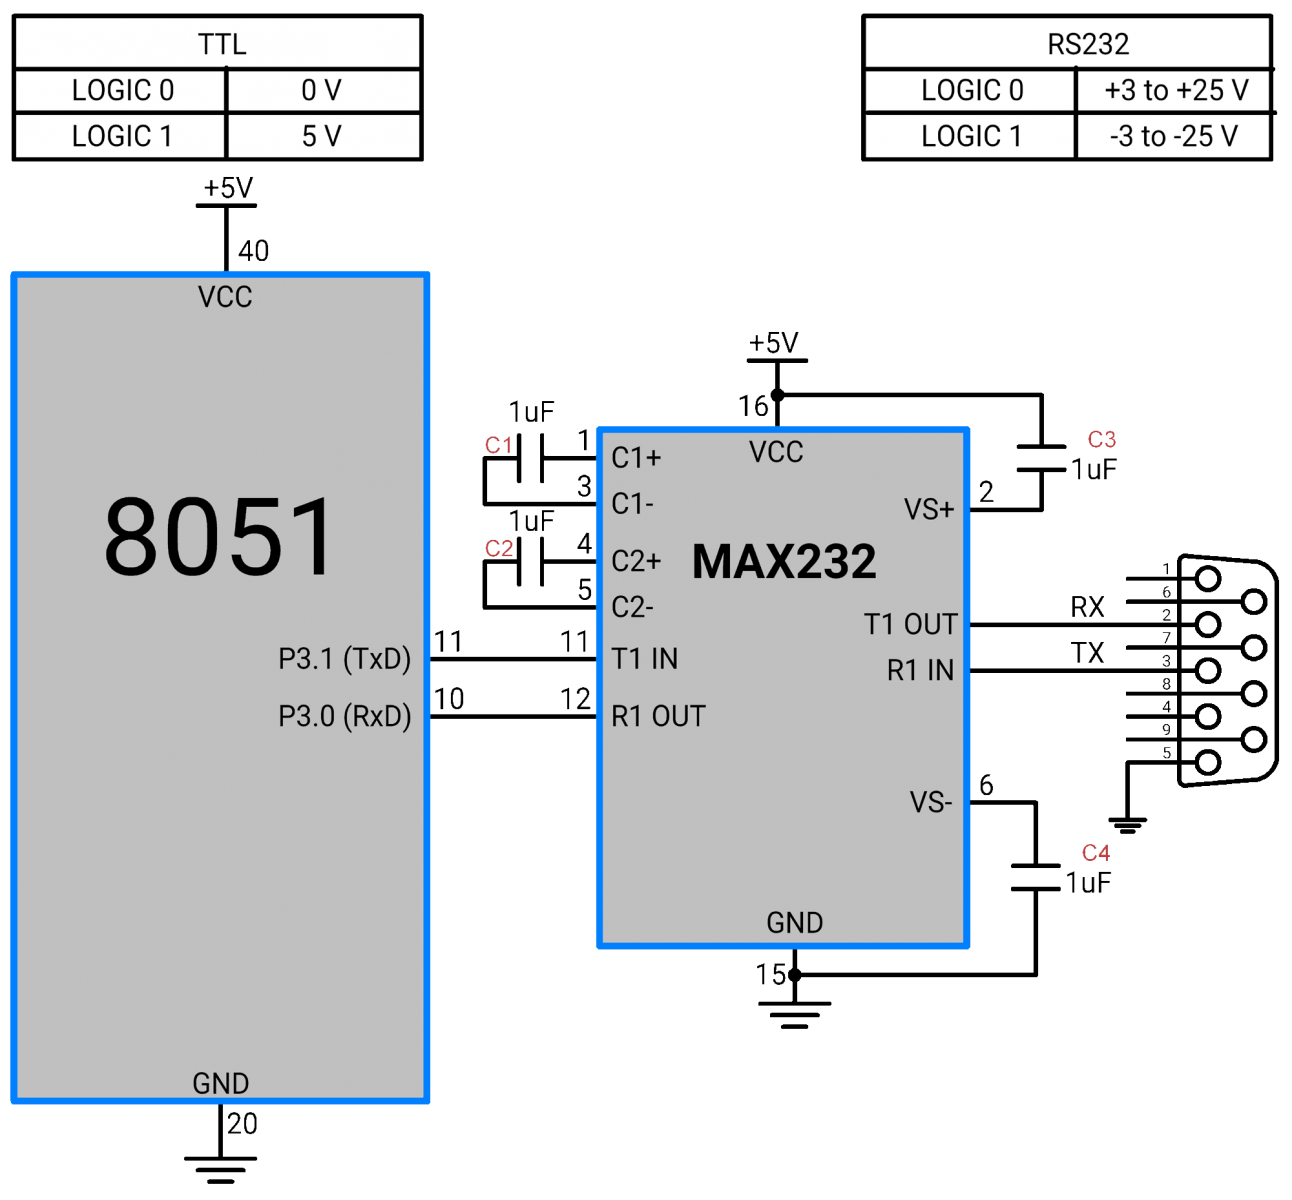 TTL
LOGIC 0 0 V
LOGIC 1 5 V
RS232
LOGIC 0 +3 to +25 V
LOGIC 1 -3 to -25 V
+5V
40
VCC
8051
P3.1 (TxD) 11
P3.0 (RxD) 10
GND
20
+5V
16
VCC
1uF
C1
1 C1+
3 C1-
1uF
C2
4 C2+
5 C2-
MAX232
11 T1 IN
12 R1 OUT
C3
1uF
VS+ 2
T1 OUT RX
R1 IN TX
VS- 6
C4
1uF
GND
15
1
6
2
7
3
8
4
9
5